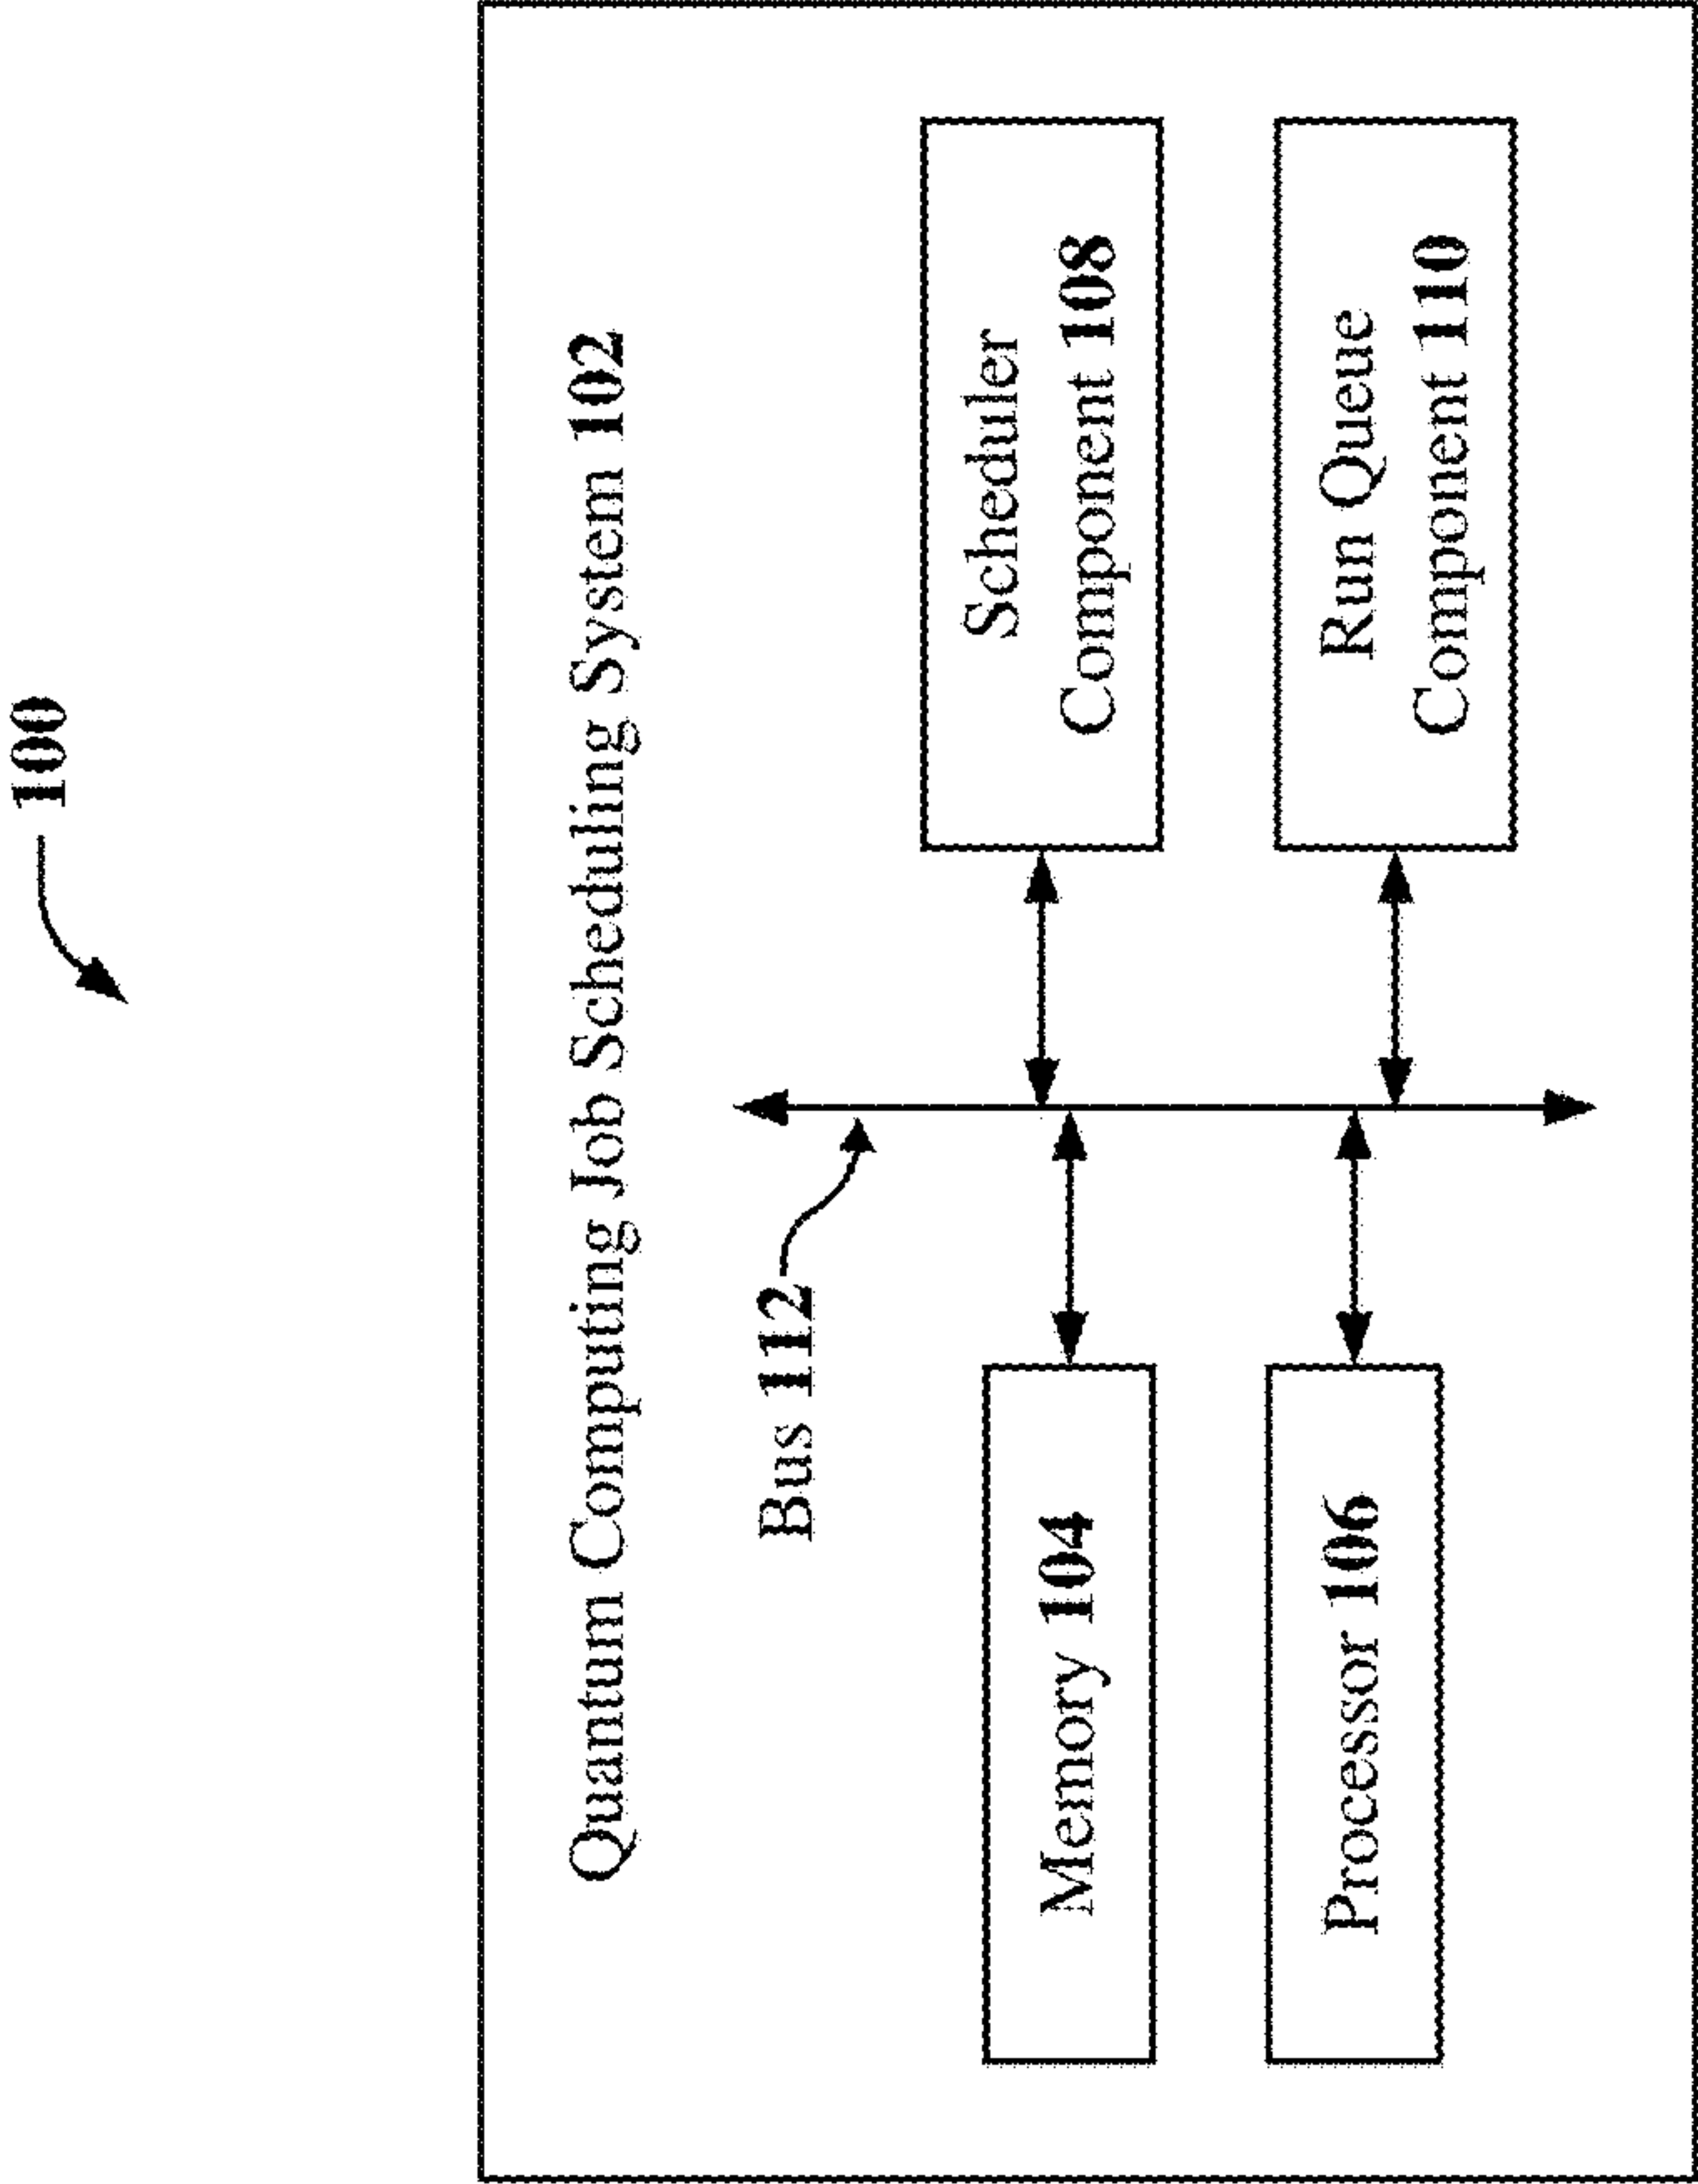 100
Quantum Computing Job Scheduling System 102
Bus 112
Memory 104
Processor 106
Scheduler
Component 108
Run Queue
Component 110